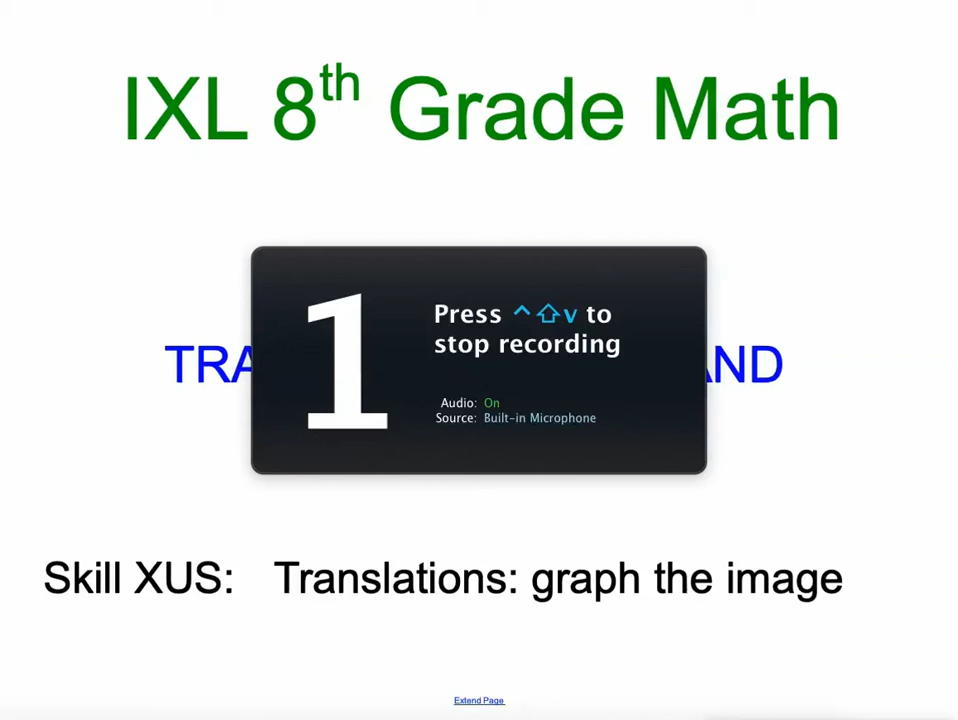 IXL 8th Grade Math
1
Press ^⇧v to
stop recording
TRA AND
Audio: On
Source: Built-in Microphone
Skill XUS: Translations: graph the image
Extend Page